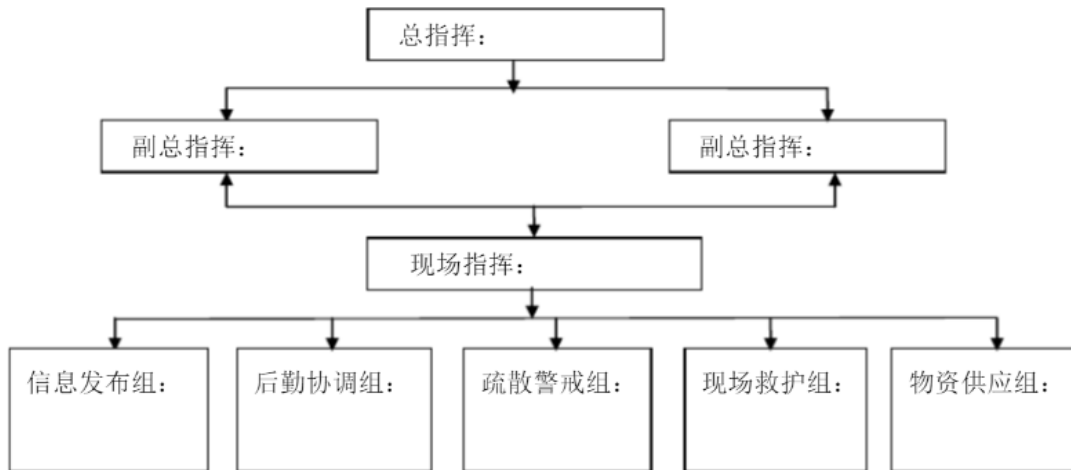 总指挥：
副总指挥：
副总指挥：
现场指挥：
信息发布组：
后勤协调组：
疏散警戒组：
现场救护组：
物资供应组：